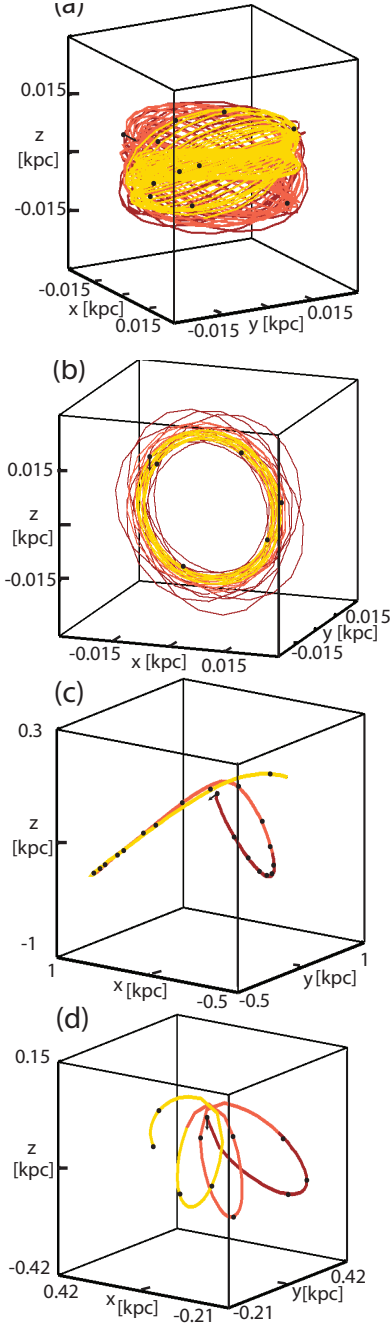 (a)
0.015
z
[kpc]
-0.015
-0.015
x [kpc]
0.015
-0.015
y [kpc]
0.015
(b)
0.015
z
[kpc]
-0.015
-0.015
x [kpc]
0.015
-0.015
y [kpc]
0.015
(c)
0.3
z
[kpc]
-1
1
x [kpc]
-0.5
-0.5
y [kpc]
1
(d)
0.15
z
[kpc]
-0.42
0.42
x [kpc]
-0.21
-0.21
y [kpc]
0.42